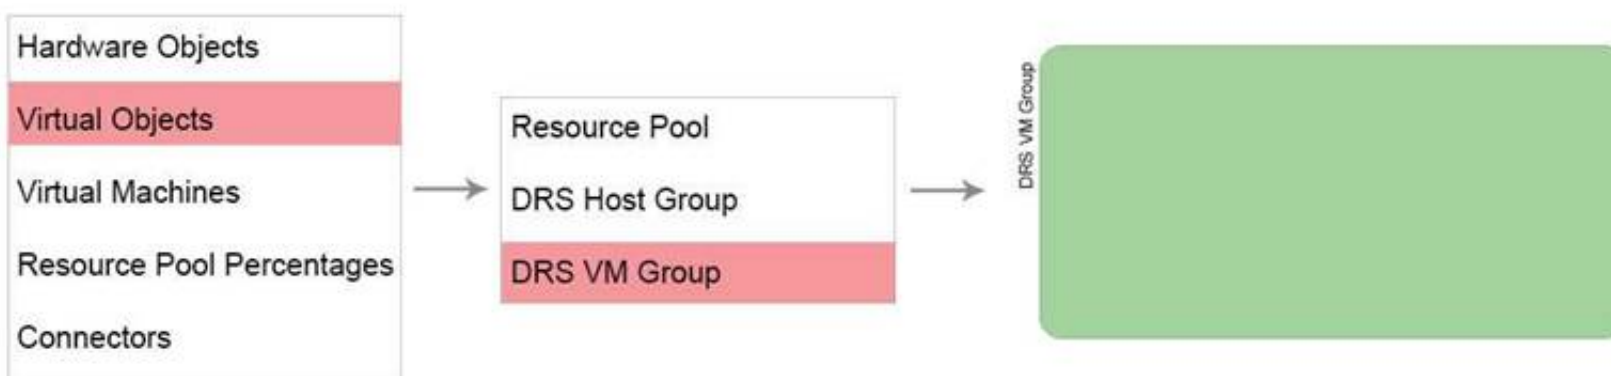 Hardware Objects
Virtual Objects
Virtual Machines
Resource Pool Percentages
Connectors
Resource Pool
DRS Host Group
DRS VM Group
DRS VM Group